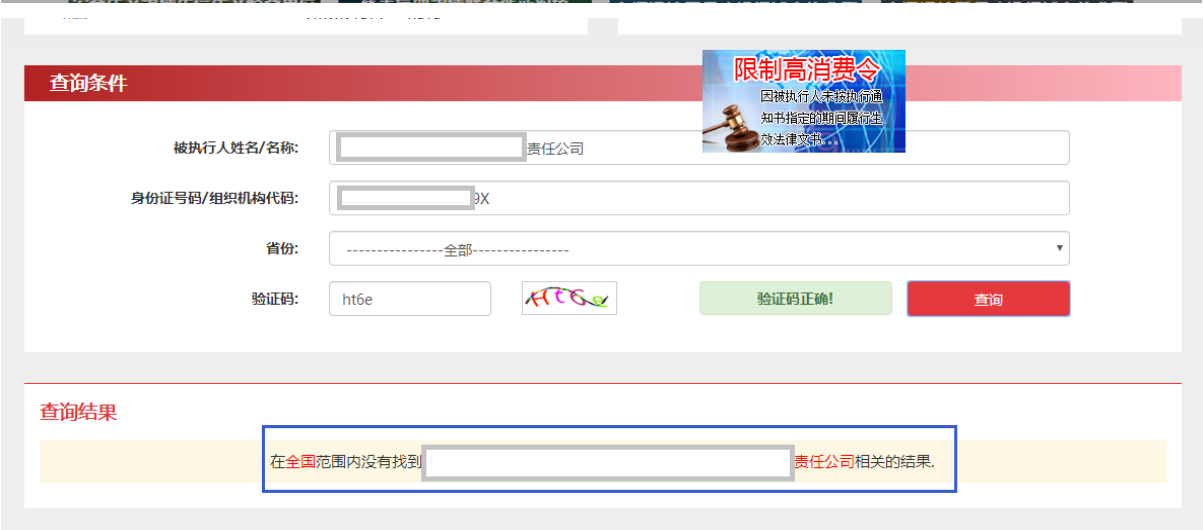 查询条件
限制高消费令
因被执行人未按执行通
知书指定的期间履行生
效法律文书...
被执行人姓名/名称:
责任公司
身份证号码/组织机构代码:
9X
省份:
----------------全部----------------
验证码:
ht6e
Ht6e
验证码正确!
查询
查询结果
在全国范围内没有找到
责任公司相关的结果.